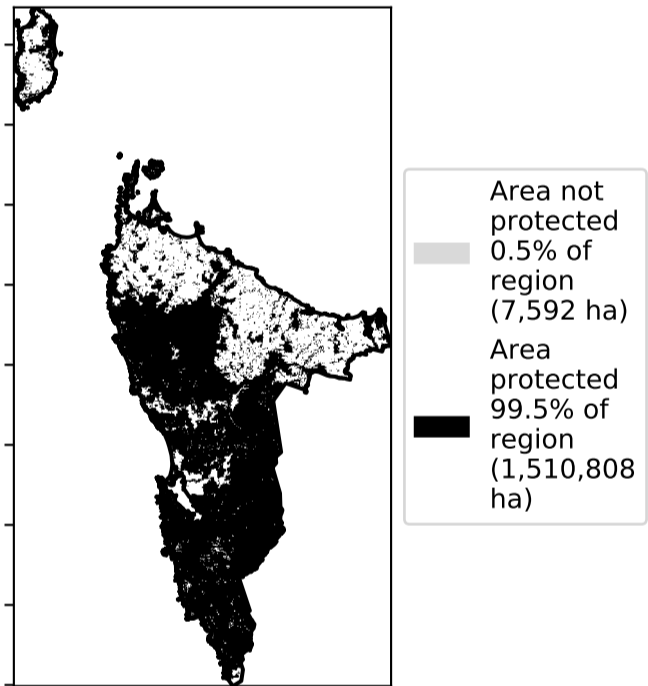 Area not
protected
0.5% of
region
(7,592 ha)
Area
protected
99.5% of
region
(1,510,808
ha)